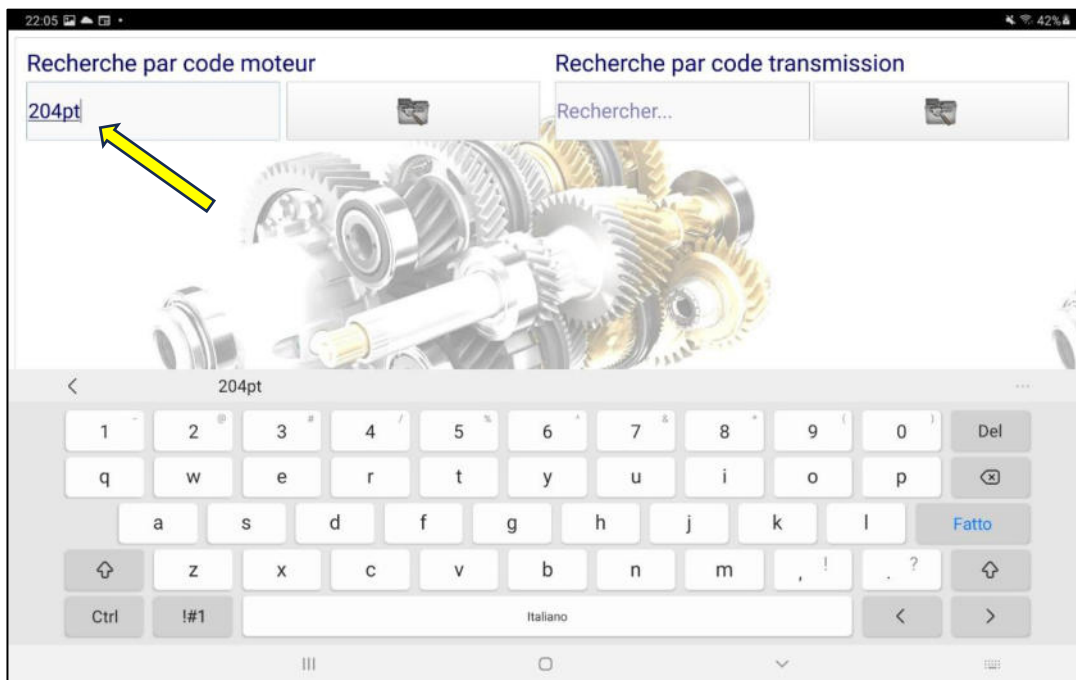 22:05 42%
Recherche par code moteur Recherche par code transmission
204pt Rechercher...
204pt
1 2 @ 3 # 4 / 5 % 6 ^ 7 & 8 * 9 ( 0 ) Del
q w e r t y u i o p
a s d f g h j k l Fatto
z x c v b n m , ! . ?
Ctrl !#1 Italiano < >